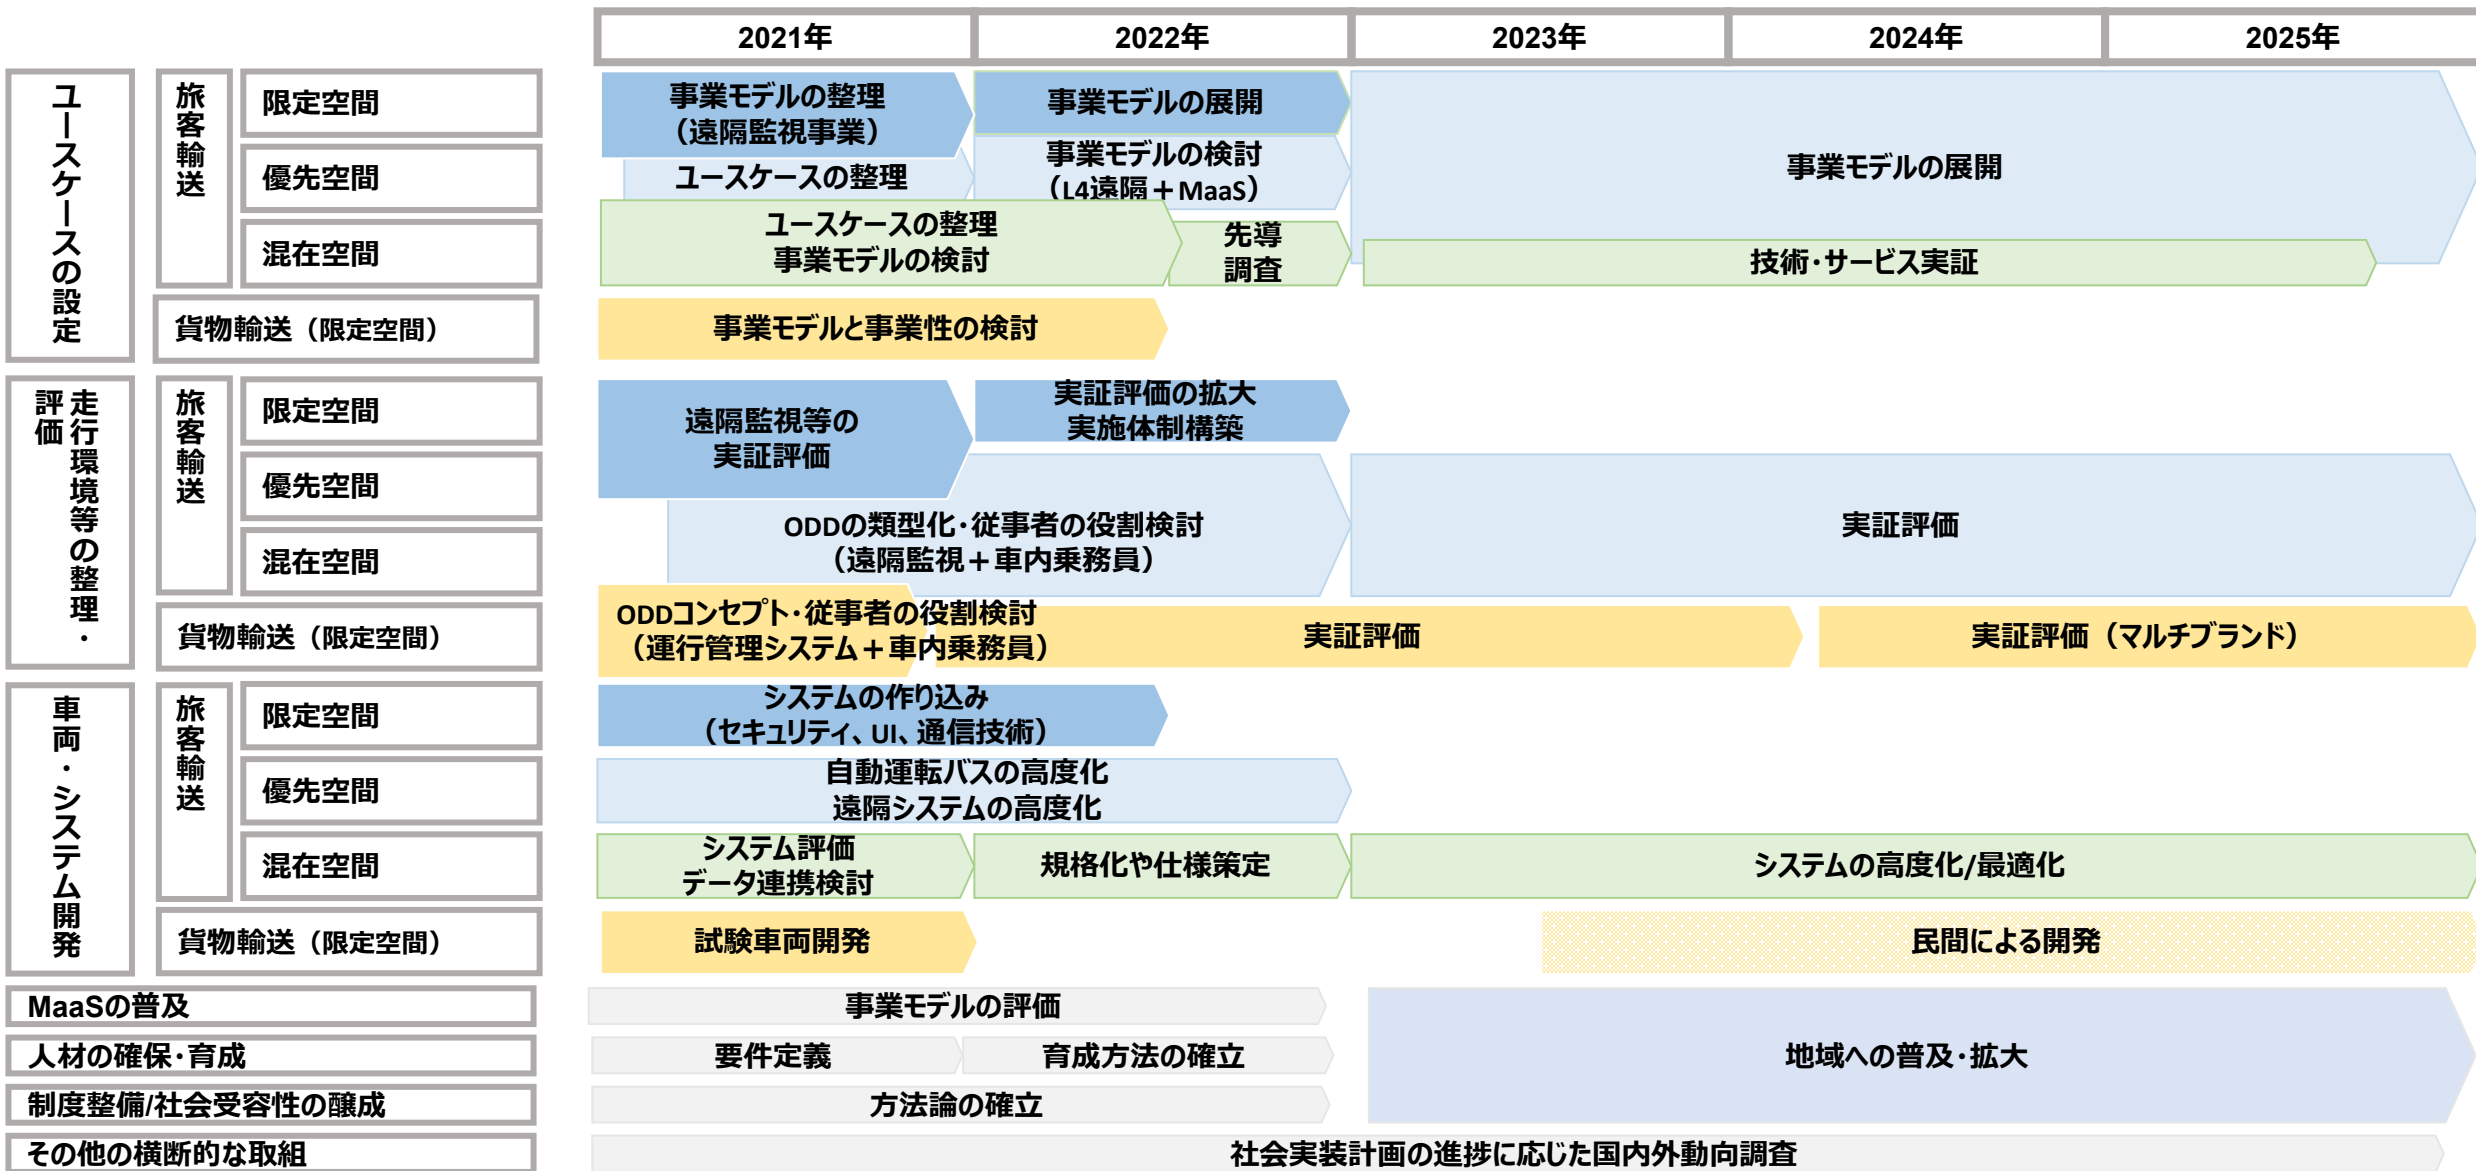 2021年
2022年
2023年
2024年
2025年
ユースケースの設定
旅客輸送
限定空間
優先空間
混在空間
貨物輸送（限定空間）
事業モデルの整理
（遠隔監視事業）
事業モデルの展開
ユースケースの整理
事業モデルの検討
（L4遠隔＋MaaS）
事業モデルの展開
ユースケースの整理
事業モデルの検討
先導
調査
技術・サービス実証
事業モデルと事業性の検討
走行環境等の整理・
評価
旅客輸送
限定空間
優先空間
混在空間
貨物輸送（限定空間）
遠隔監視等の
実証評価
実証評価の拡大
実施体制構築
ODDの類型化・従事者の役割検討
（遠隔監視＋車内乗務員）
実証評価
ODDコンセプト・従事者の役割検討
（運行管理システム＋車内乗務員）
実証評価
実証評価（マルチブランド）
車両・システム開発
旅客輸送
限定空間
優先空間
混在空間
貨物輸送（限定空間）
システムの作り込み
（セキュリティ、UI、通信技術）
自動運転バスの高度化
遠隔システムの高度化
システム評価
データ連携検討
規格化や仕様策定
システムの高度化/最適化
試験車両開発
民間による開発
MaaSの普及
事業モデルの評価
人材の確保・育成
要件定義
育成方法の確立
地域への普及・拡大
制度整備/社会受容性の醸成
方法論の確立
その他の横断的な取組
社会実装計画の進捗に応じた国内外動向調査